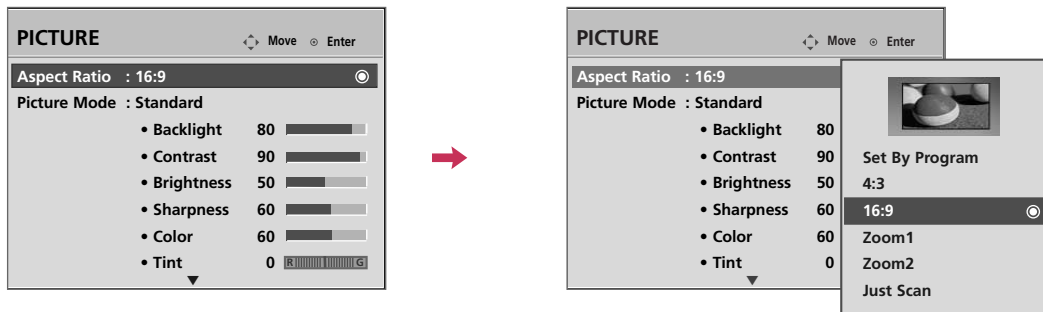 PICTURE Move Enter
Aspect Ratio : 16:9
Picture Mode : Standard
• Backlight 80
• Contrast 90
• Brightness 50
• Sharpness 60
• Color 60
• Tint 0 R G
PICTURE Move Enter
Aspect Ratio : 16:9
Picture Mode : Standard
• Backlight 80
• Contrast 90
• Brightness 50
• Sharpness 60
• Color 60
• Tint 0
Set By Program
4:3
16:9
Zoom1
Zoom2
Just Scan